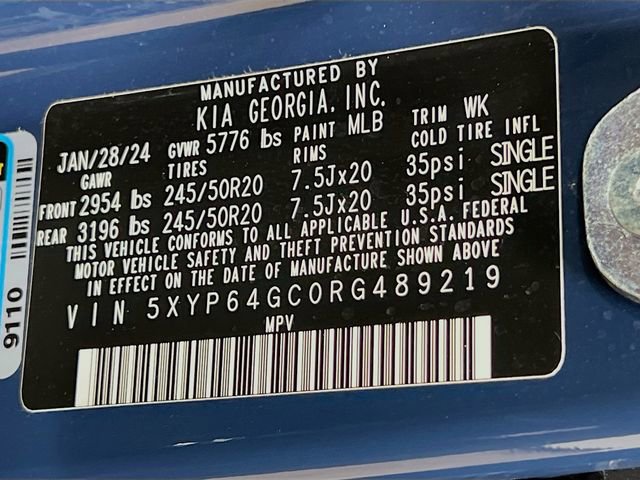 MANUFACTURED BY
KIA GEORGIA, INC.
JAN/28/24 GVWR 5776 lbs PAINT MLB TRIM WK
GAWR TIRES RIMS COLD TIRE INFL
FRONT 2954 lbs 245/50R20 7.5Jx20 35psi SINGLE
REAR 3196 lbs 245/50R20 7.5Jx20 35psi SINGLE
THIS VEHICLE CONFORMS TO ALL APPLICABLE U.S.A. FEDERAL
MOTOR VEHICLE SAFETY AND THEFT PREVENTION STANDARDS
IN EFFECT ON THE DATE OF MANUFACTURE SHOWN ABOVE
VIN 5XYP64GC0RG489219
MPV
9110